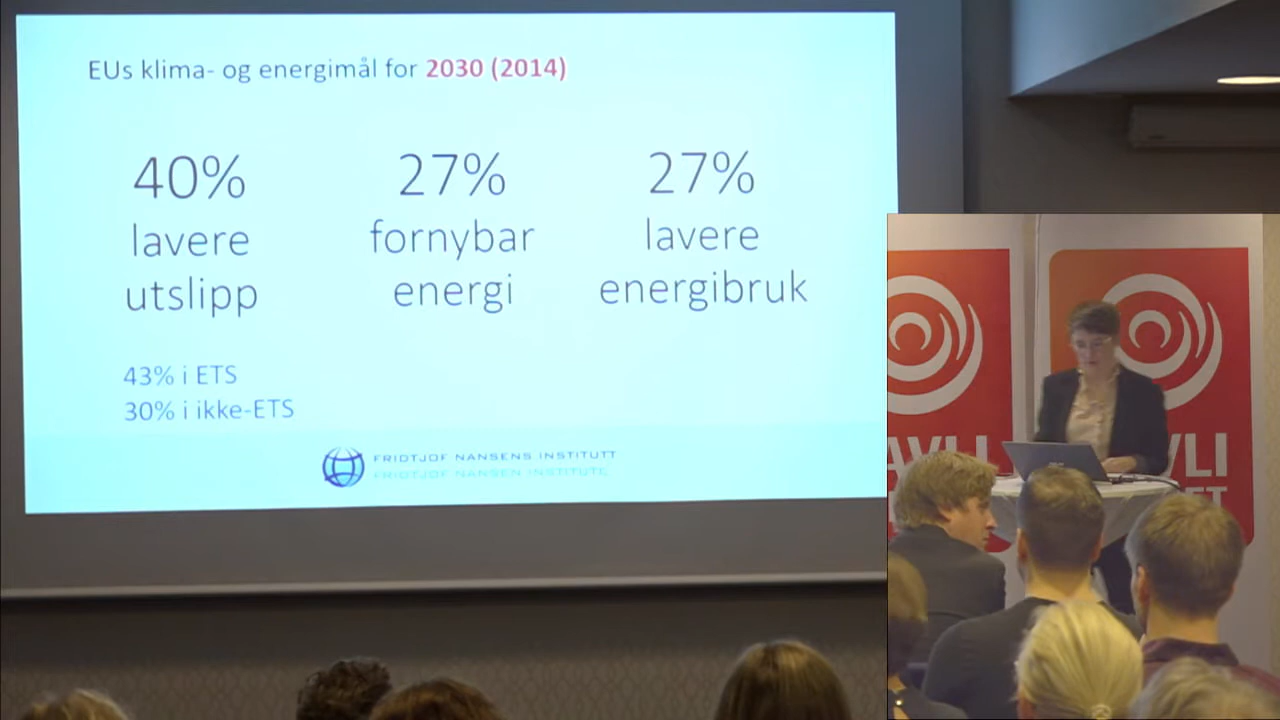 EUs klima- og energimål for 2030 (2014)
40%
lavere
utslipp
27%
fornybar
energi
27%
lavere
energibruk
43% i ETS
30% i ikke-ETS
FRIDTJOF NANSENS INSTITUTT
FRIDTJOF NANSEN INSTITUTE